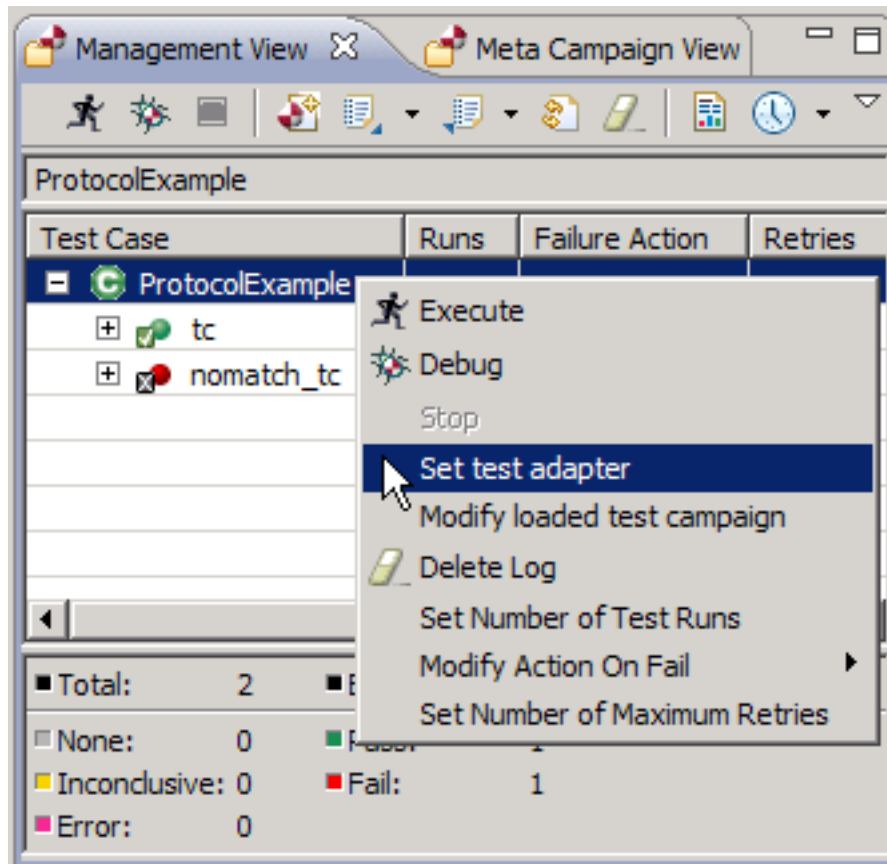 Management View Meta Campaign View
ProtocolExample
Test Case Runs Failure Action Retries
ProtocolExample
tc
nomatch_tc
Execute
Debug
Stop
Set test adapter
Modify loaded test campaign
Delete Log
Set Number of Test Runs
Modify Action On Fail
Set Number of Maximum Retries
Total: 2
None: 0
Inconclusive: 0 Fail: 1
Error: 0